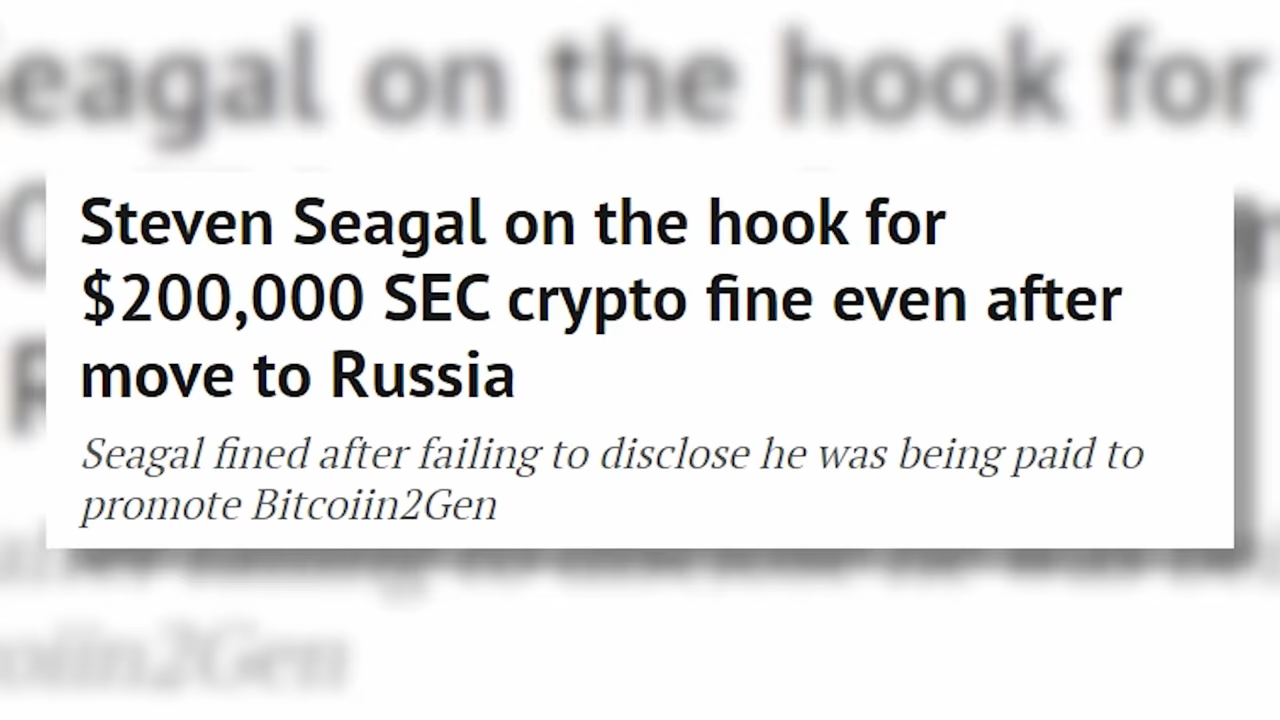 Steven Seagal on the hook for
$200,000 SEC crypto fine even after
move to Russia
Seagal fined after failing to disclose he was being paid to
promote Bitcoiin2Gen